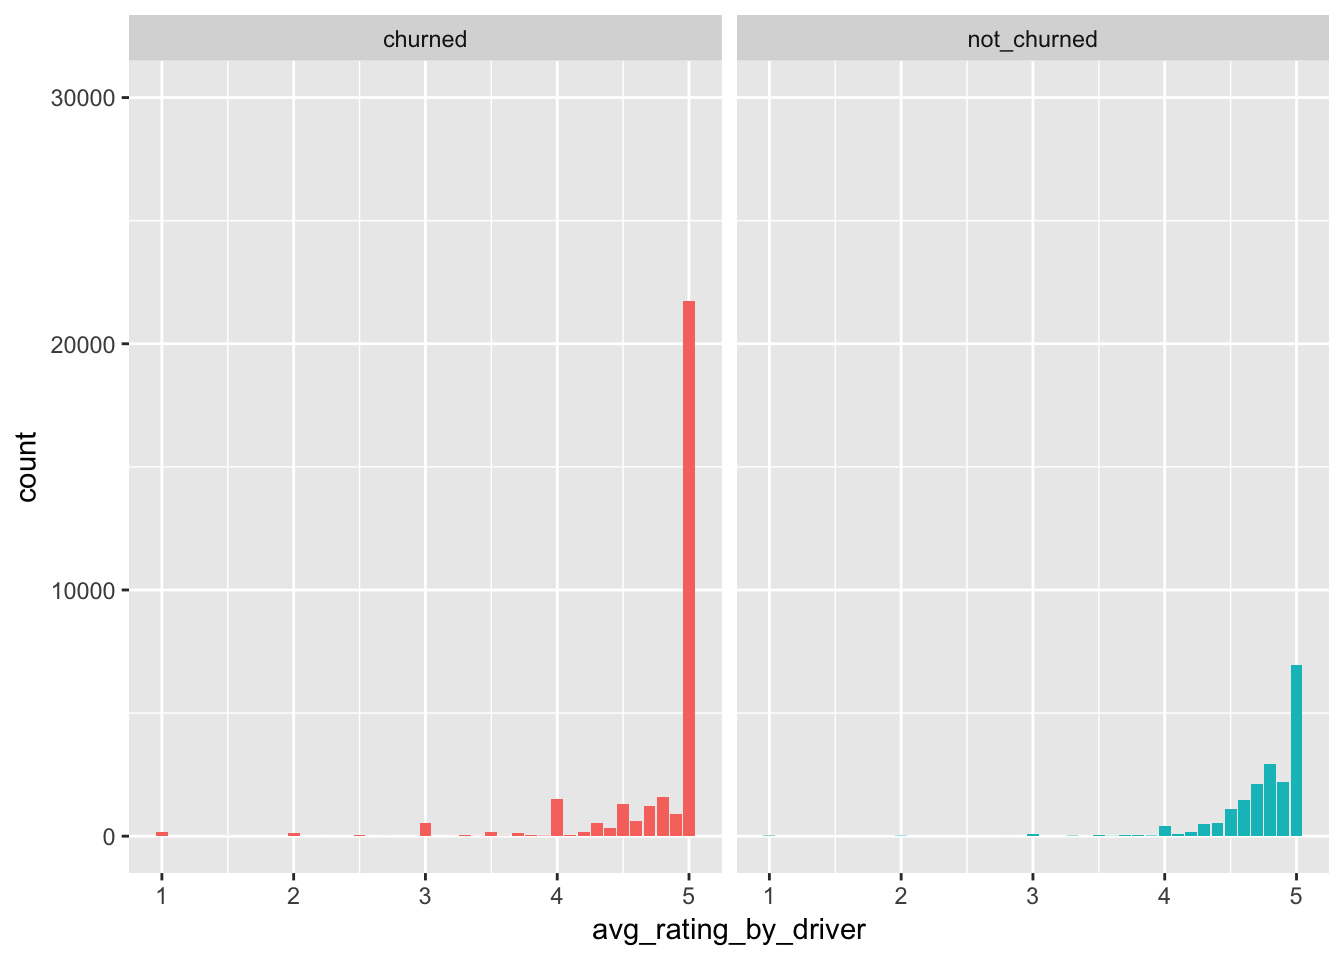 churned
not_churned
30000
20000
10000
0
count
1 2 3 4 5
1 2 3 4 5
avg_rating_by_driver